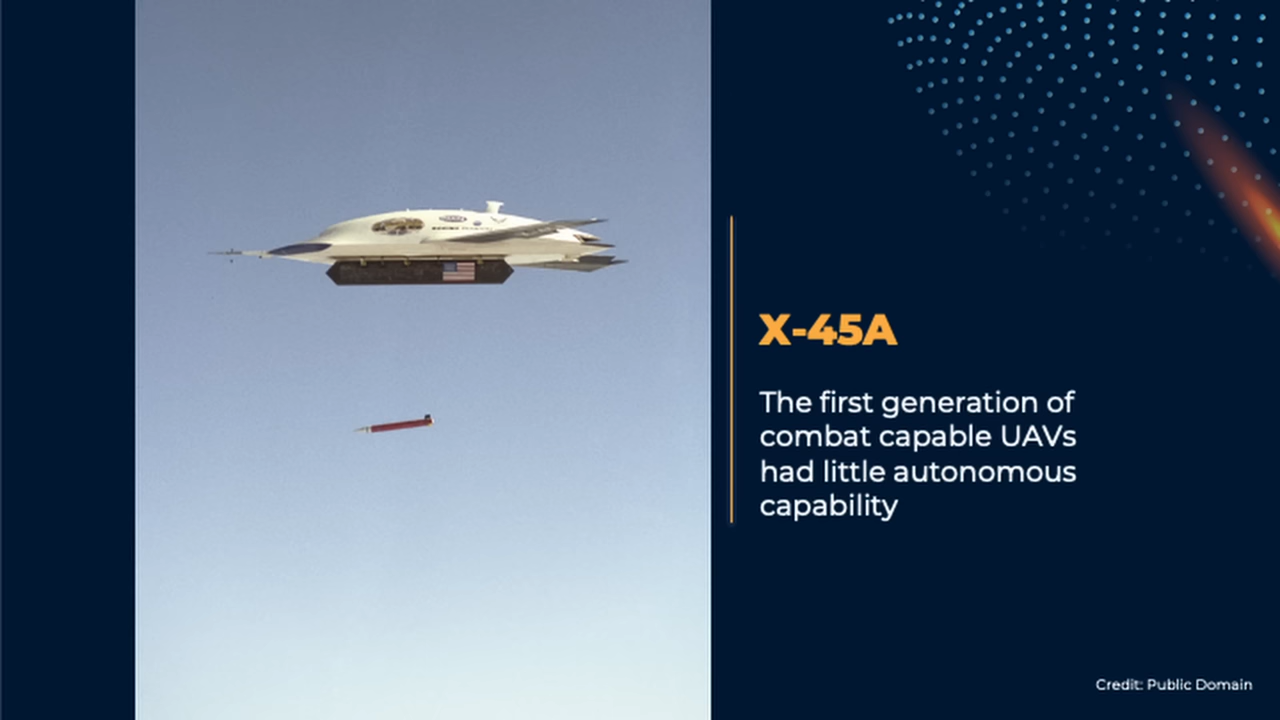 X-45A
The first generation of
combat capable UAVs
had little autonomous
capability
Credit: Public Domain